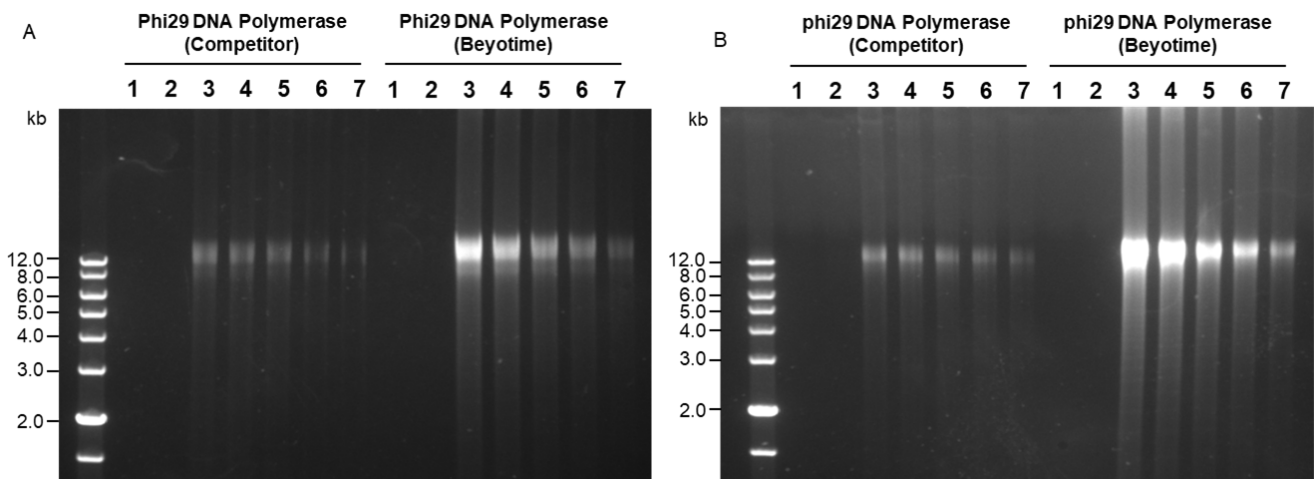 A
Phi29 DNA Polymerase
(Competitor)
Phi29 DNA Polymerase
(Beyotime)
1 2 3 4 5 6 7 1 2 3 4 5 6 7
kb
12.0
8.0
6.0
5.0
4.0
3.0
2.0
B
phi29 DNA Polymerase
(Competitor)
phi29 DNA Polymerase
(Beyotime)
1 2 3 4 5 6 7 1 2 3 4 5 6 7
kb
12.0
8.0
6.0
5.0
4.0
3.0
2.0